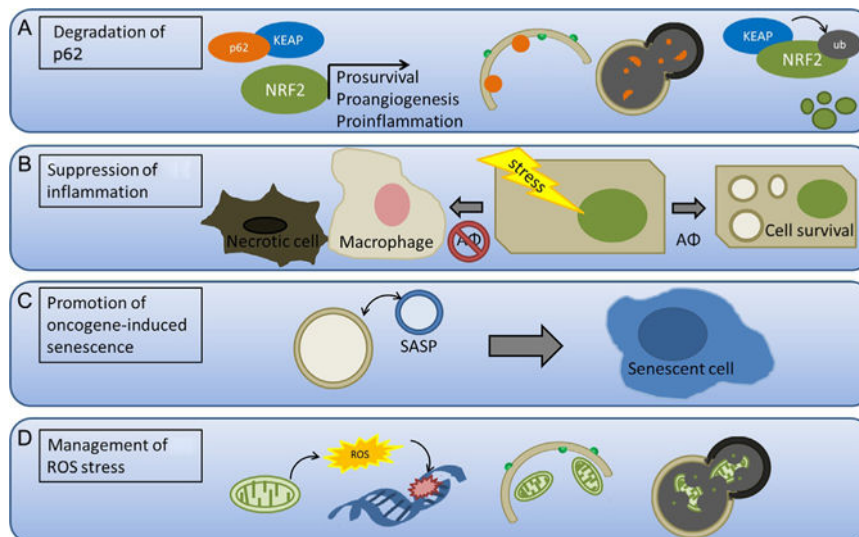 A
Degradation of
p62
p62
KEAP
NRF2
Prosurvival
Proangiogenesis
Proinflammation
KEAP
NRF2
ub
B
Suppression of
inflammation
Necrotic cell
Macrophage
AΦ
stress
AΦ
Cell survival
C
Promotion of
oncogene-induced
senescence
SASP
Senescent cell
D
Management of
ROS stress
ROS